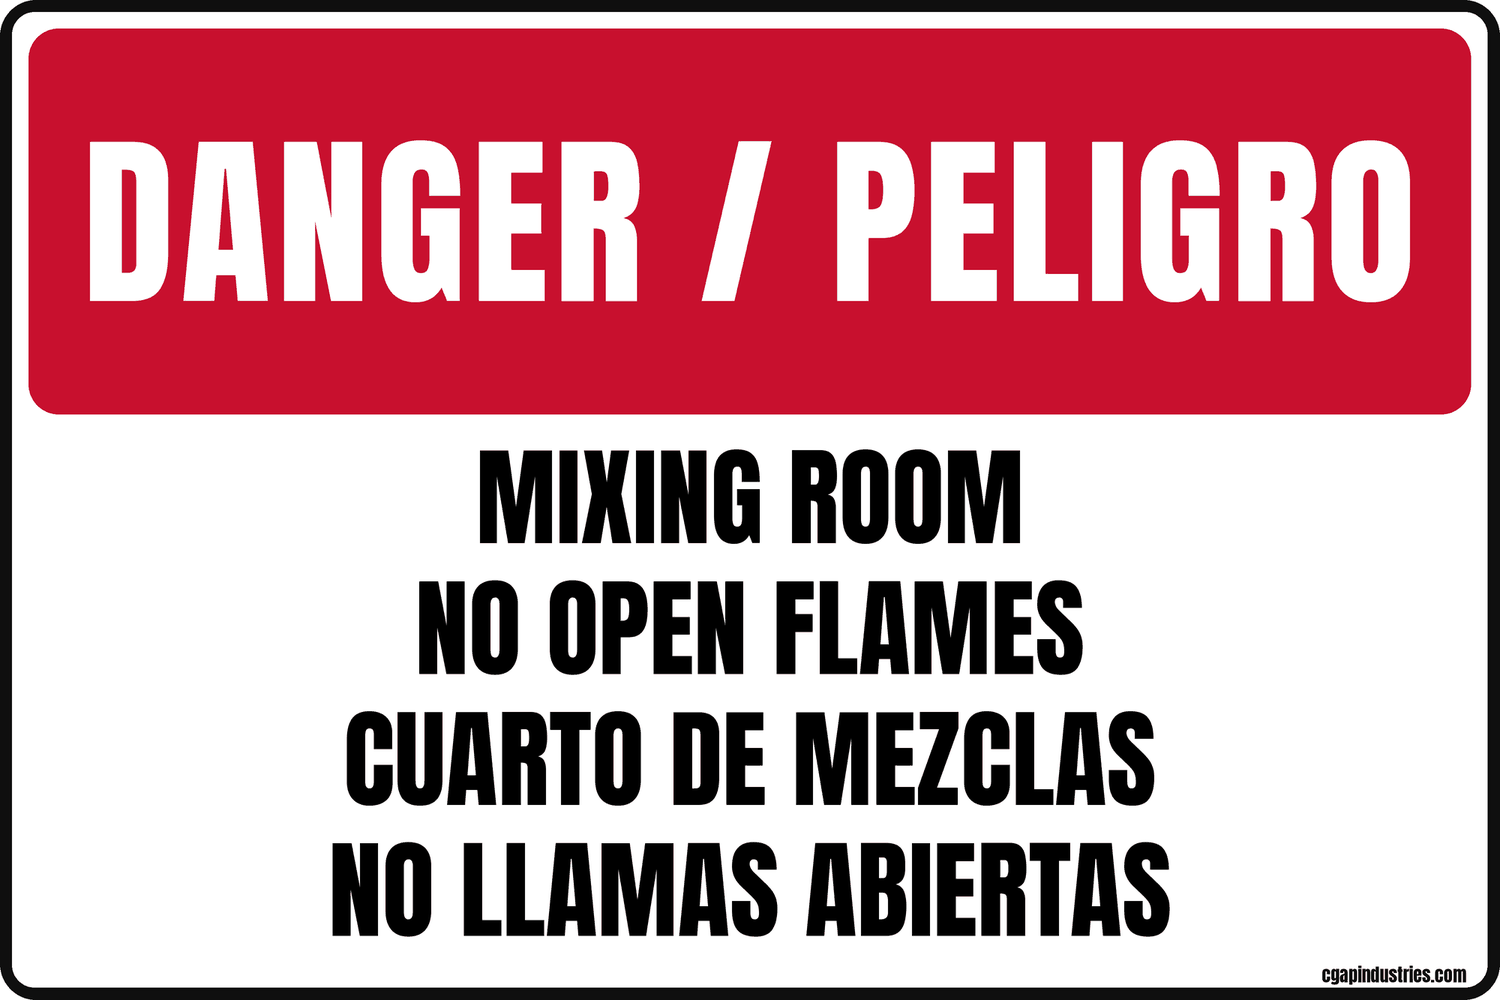 DANGER / PELIGRO
MIXING ROOM
NO OPEN FLAMES
CUARTO DE MEZCLAS
NO LLAMAS ABIERTAS
cgapindustries.com